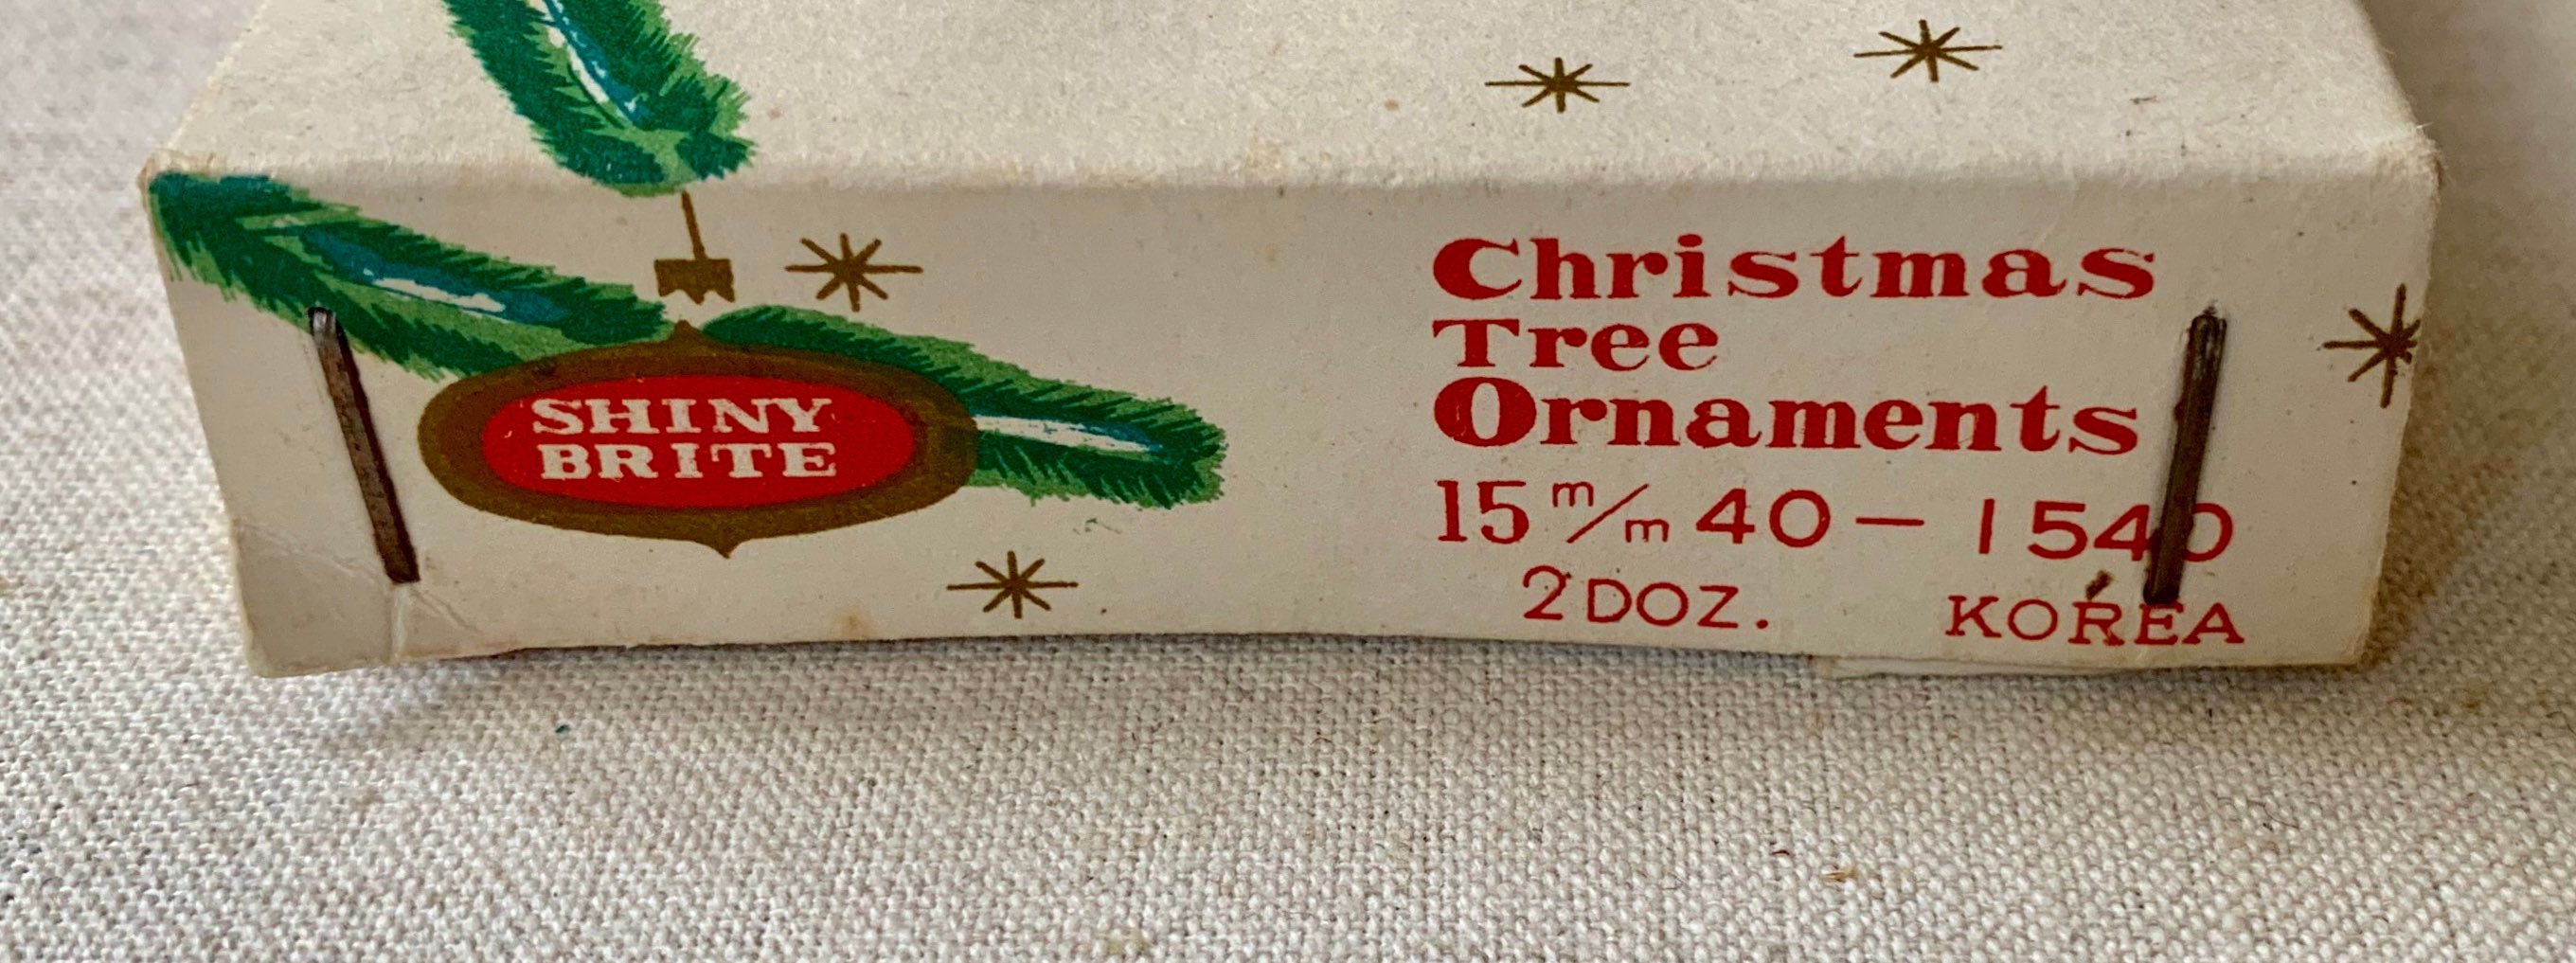 SHINY
BRITE
Christmas
Tree
Ornaments
15 m/m 40 - 1540
2 DOZ. KOREA